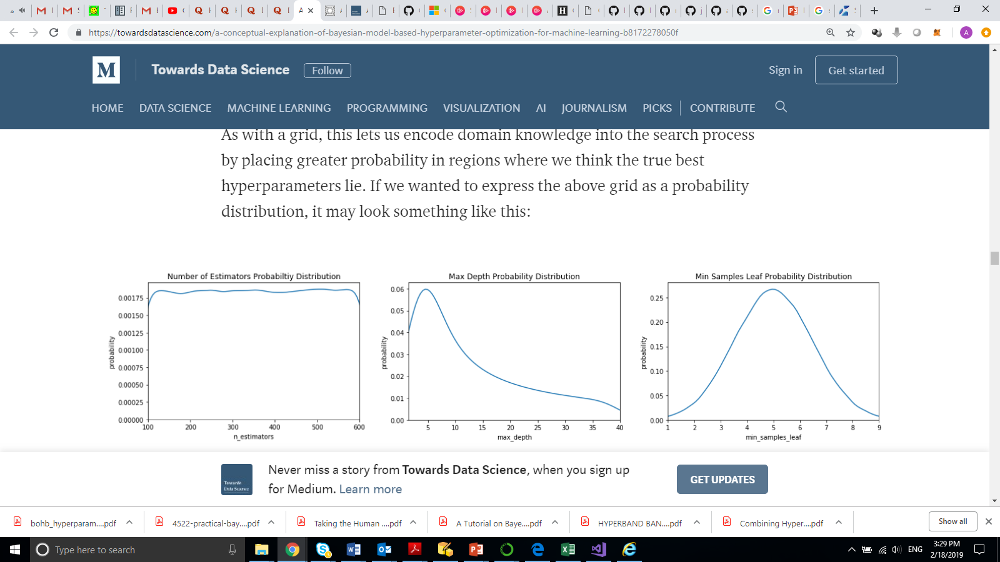 https://towardsdatascience.com/a-conceptual-explanation-of-bayesian-model-based-hyperparameter-optimization-for-machine-learning-b8172278050f
A
M
Towards Data Science
Follow
Sign in
Get started
HOME
DATA SCIENCE
MACHINE LEARNING
PROGRAMMING
VISUALIZATION
AI
JOURNALISM
PICKS
CONTRIBUTE
As with a grid, this lets us encode domain knowledge into the search process
by placing greater probability in regions where we think the true best
hyperparameters lie. If we wanted to express the above grid as a probability
distribution, it may look something like this:
Number of Estimators Probabiltiy Distribution
probability
0.00175
0.00150
0.00125
0.00100
0.00075
0.00050
0.00025
0.00000
100 200 300 400 500 600
n_estimators
Max Depth Probability Distribution
probability
0.06
0.05
0.04
0.03
0.02
0.01
0.00
5 10 15 20 25 30 35 40
max_depth
Min Samples Leaf Probability Distribution
probability
0.25
0.20
0.15
0.10
0.05
0.00
1 2 3 4 5 6 7 8 9
min_samples_leaf
Towards
Data Science
Never miss a story from Towards Data Science, when you sign up
for Medium. Learn more
GET UPDATES
bohb_hyperparam....pdf
4522-practical-bay....pdf
Taking the Human ....pdf
A Tutorial on Baye....pdf
HYPERBAND BAN....pdf
Combining Hyper....pdf
Show all
Type here to search
ENG
3:29 PM
2/18/2019